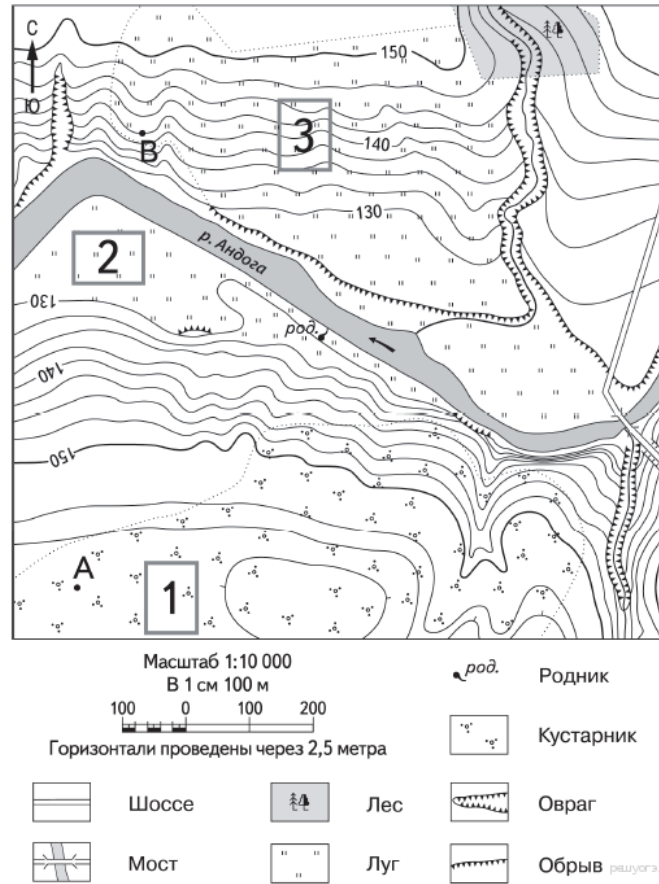 С
Ю
150
В
3
140
130
р. Андога
2
130
род.
140
150
А
1
Масштаб 1:10 000
В 1 см 100 м
100 0 100 200
Горизонтали проведены через 2,5 метра
род. Родник
Кустарник
Шоссе
Лес
Овраг
Мост
Луг
Обрыв